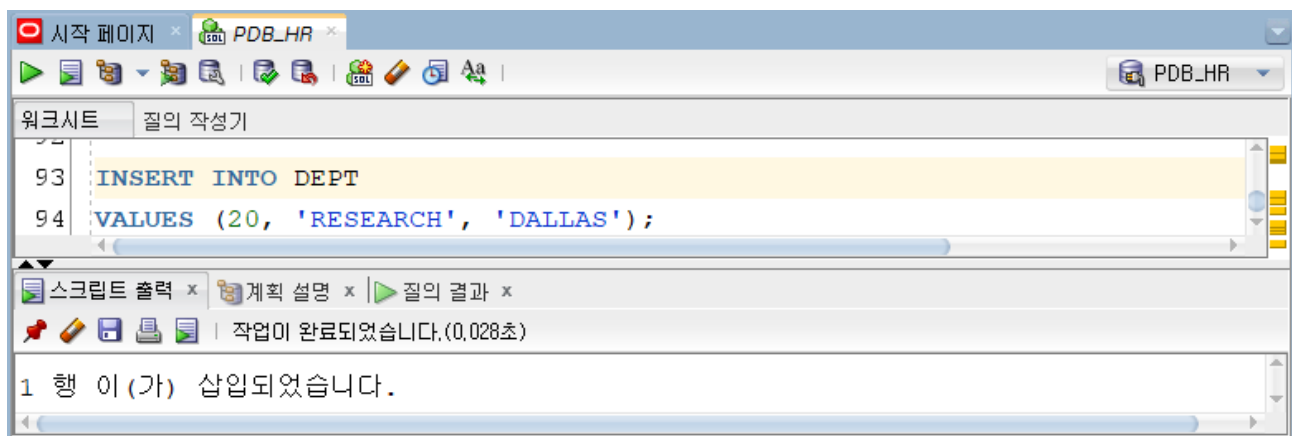 시작 페이지 × PDB_HR ×
PDB_HR
워크시트 질의 작성기
93 INSERT INTO DEPT
94 VALUES (20, 'RESEARCH', 'DALLAS');
스크립트 출력 × 계획 설명 × 질의 결과 ×
작업이 완료되었습니다.(0,028초)
1 행 이(가) 삽입되었습니다.